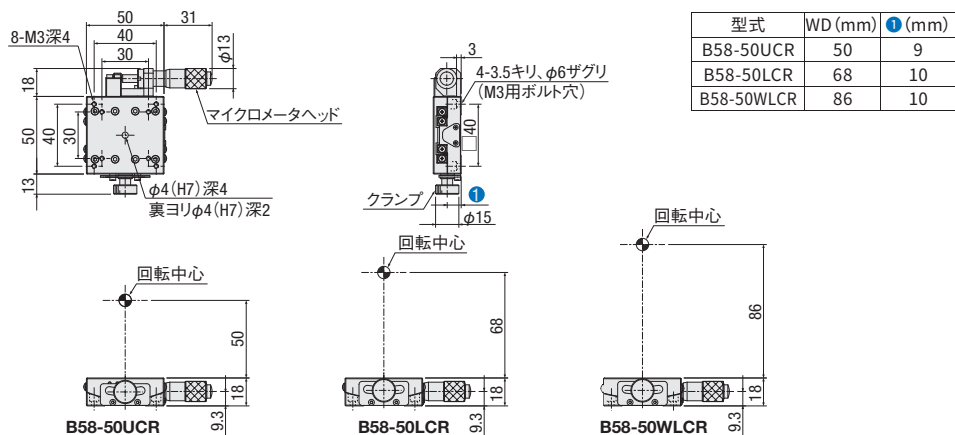 50
31
8-M3深4
40
30
φ13
18
マイクロメータヘッド
50
40
30
13
φ4(H7)深4
裏ヨリφ4(H7)深2
3
4-3.5キリ、φ6ザグリ
(M3用ボルト穴)
40
クランプ
1
φ15
型式 WD(mm) 1(mm)
B58-50UCR 50 9
B58-50LCR 68 10
B58-50WLCR 86 10
回転中心
50
18
9.3
B58-50UCR
回転中心
68
18
9.3
B58-50LCR
回転中心
86
18
9.3
B58-50WLCR